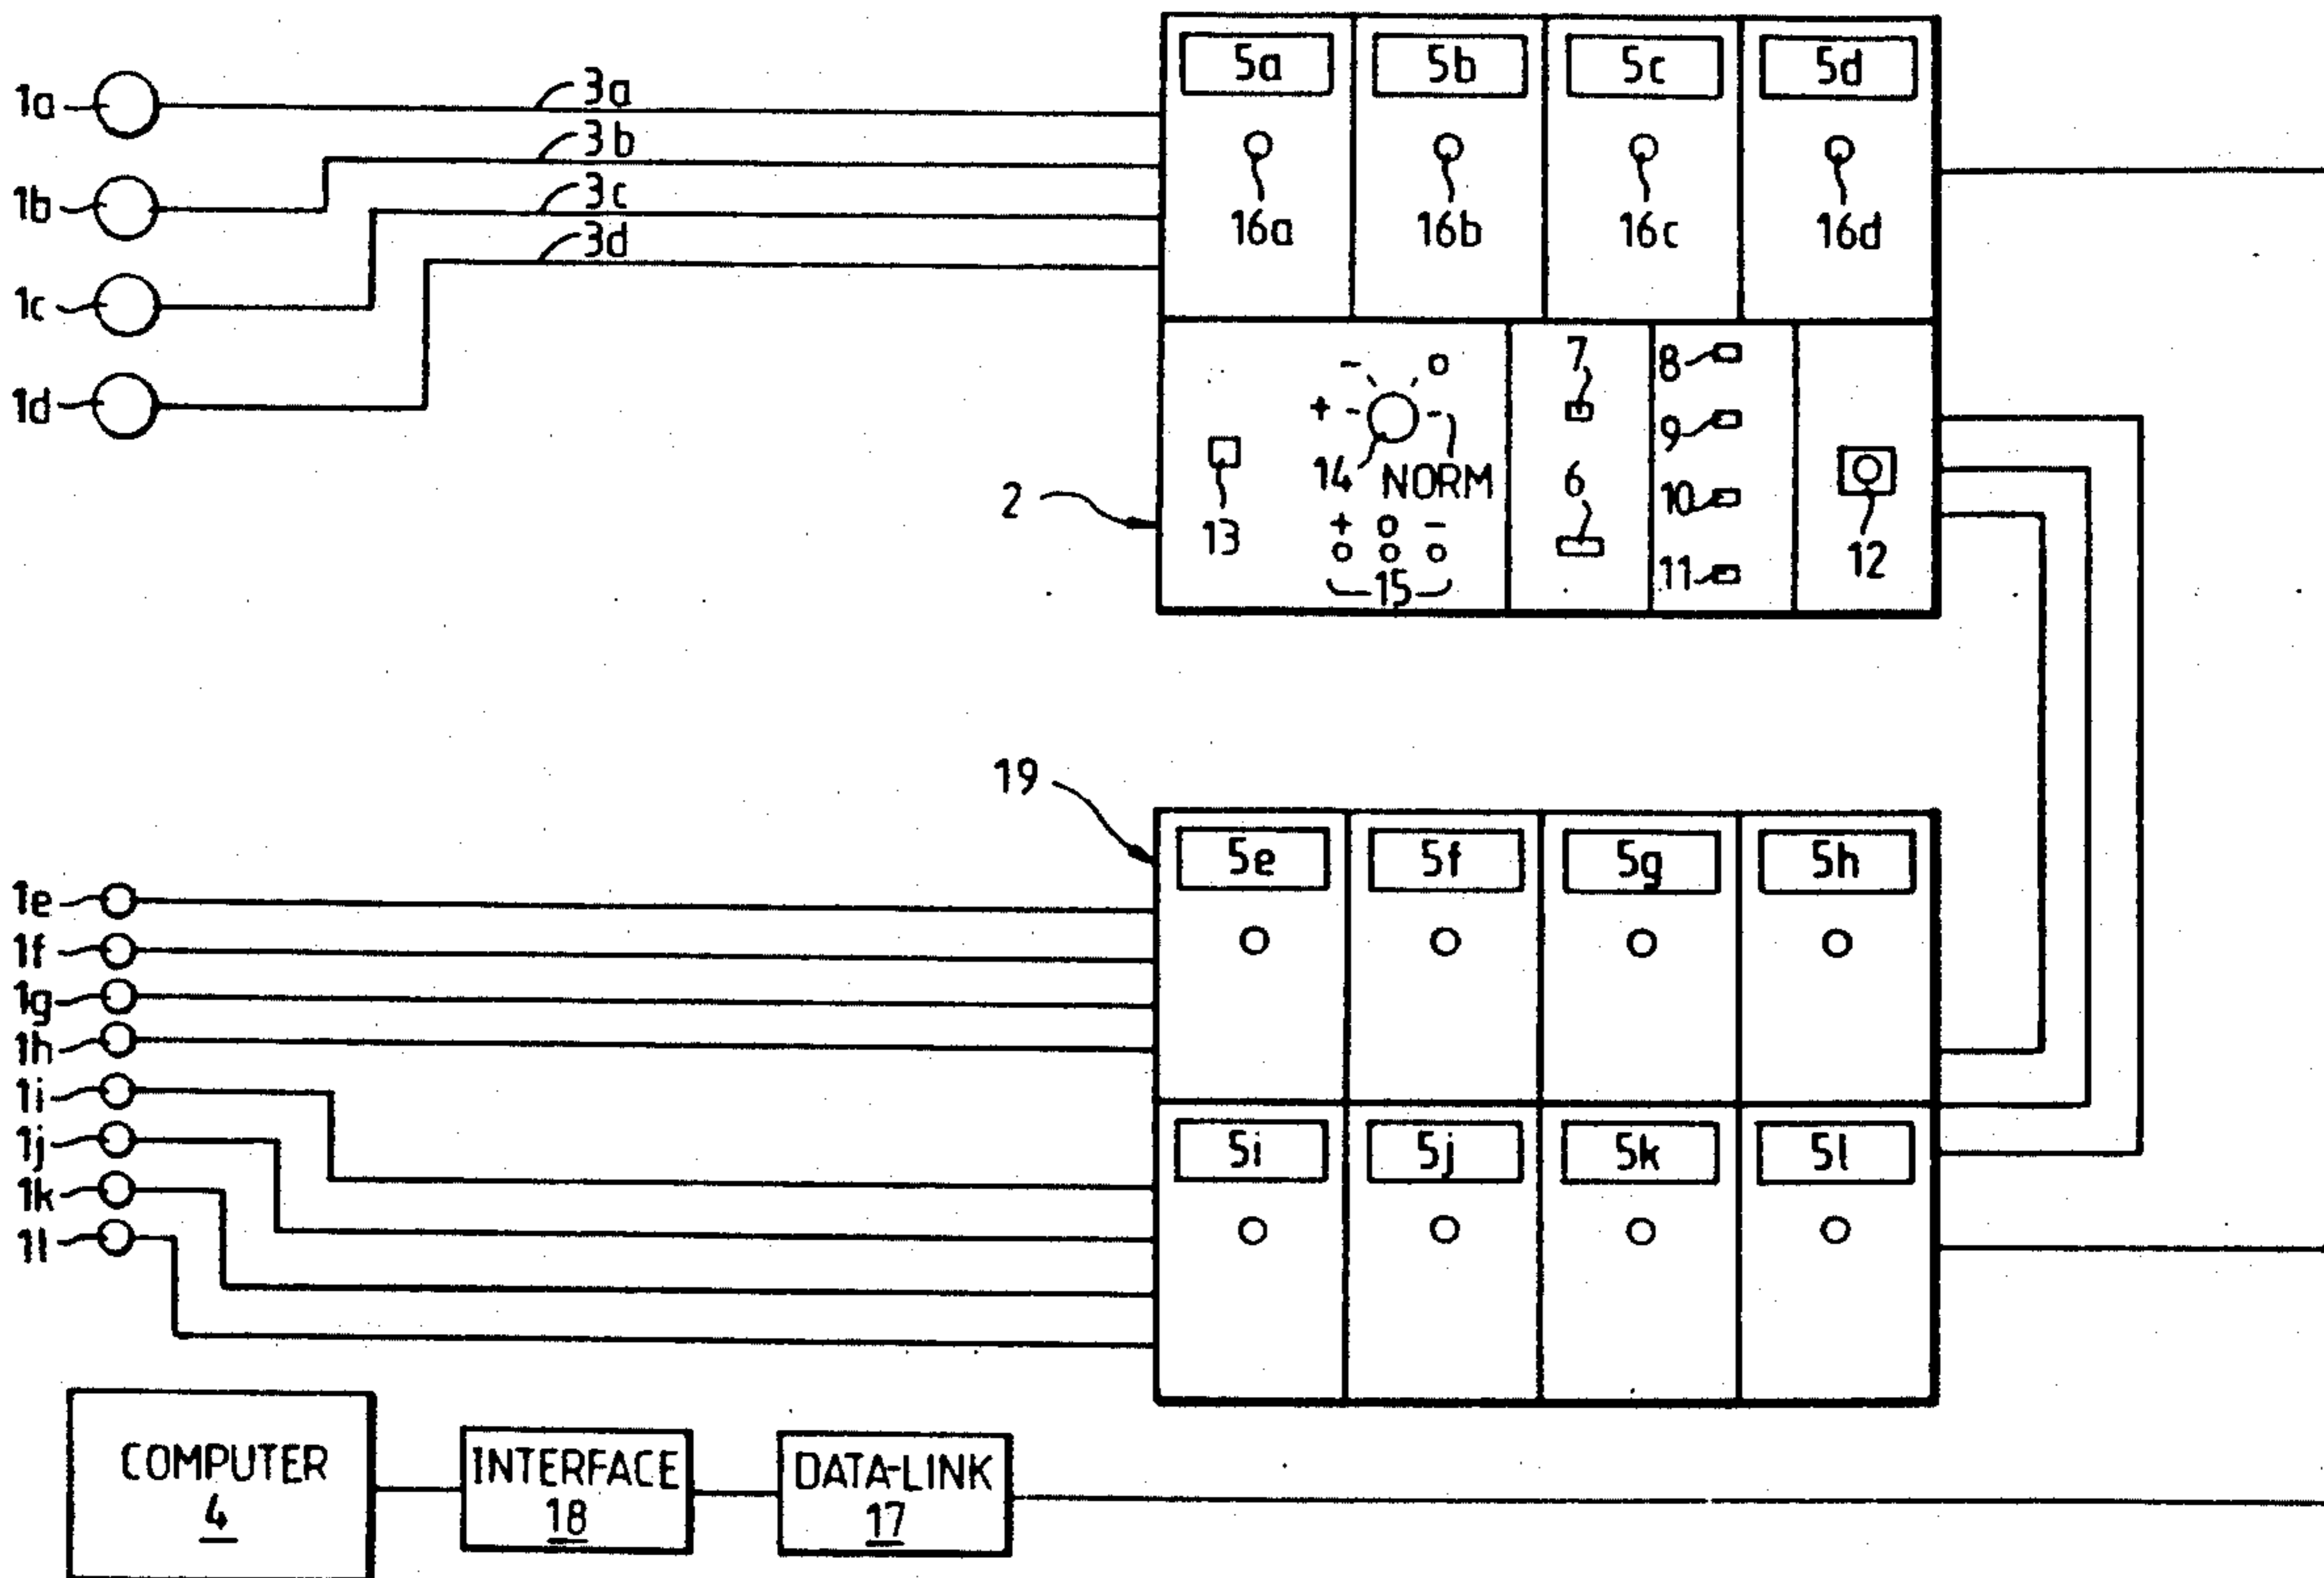 1a
3a
1b
3b
1c
3c
1d
3d
5a
5b
5c
5d
16a
16b
16c
16d
2
13
- o
+ -
14
NORM
+ o -
15
7
6
8
9
10
11
12
19
1e
1f
1g
1h
1i
1j
1k
1l
5e
5f
5g
5h
5i
5j
5k
5l
COMPUTER
4
INTERFACE
18
DATA-LINK
17